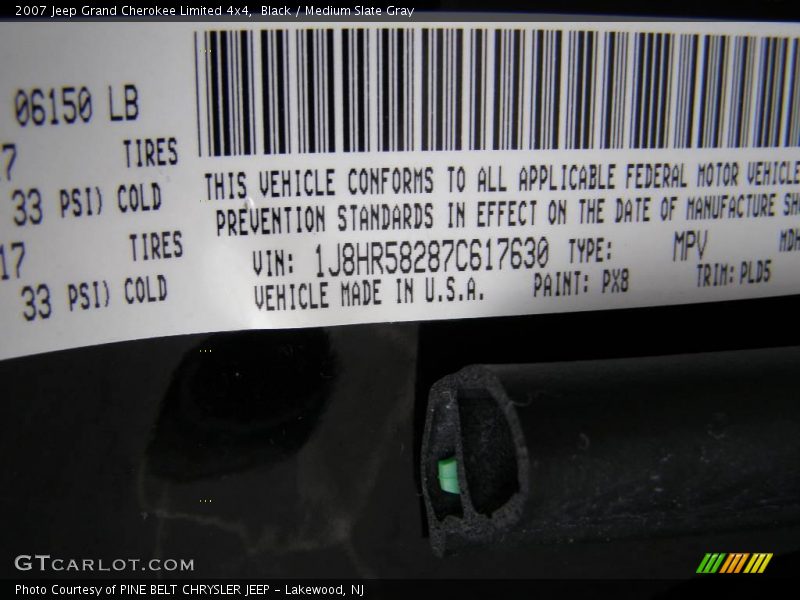 2007 Jeep Grand Cherokee Limited 4x4,  Black / Medium Slate Gray
06150 LB
TIRES
33 PSI) COLD
17 TIRES
33 PSI) COLD
THIS VEHICLE CONFORMS TO ALL APPLICABLE FEDERAL MOTOR VEHICLE
PREVENTION STANDARDS IN EFFECT ON THE DATE OF MANUFACTURE SH
VIN: 1J8HR58287C617630 TYPE: MPV MDH
VEHICLE MADE IN U.S.A. PAINT: PX8 TRIM: PLD5
GTCARLOT.COM
Photo Courtesy of PINE BELT CHRYSLER JEEP - Lakewood, NJ